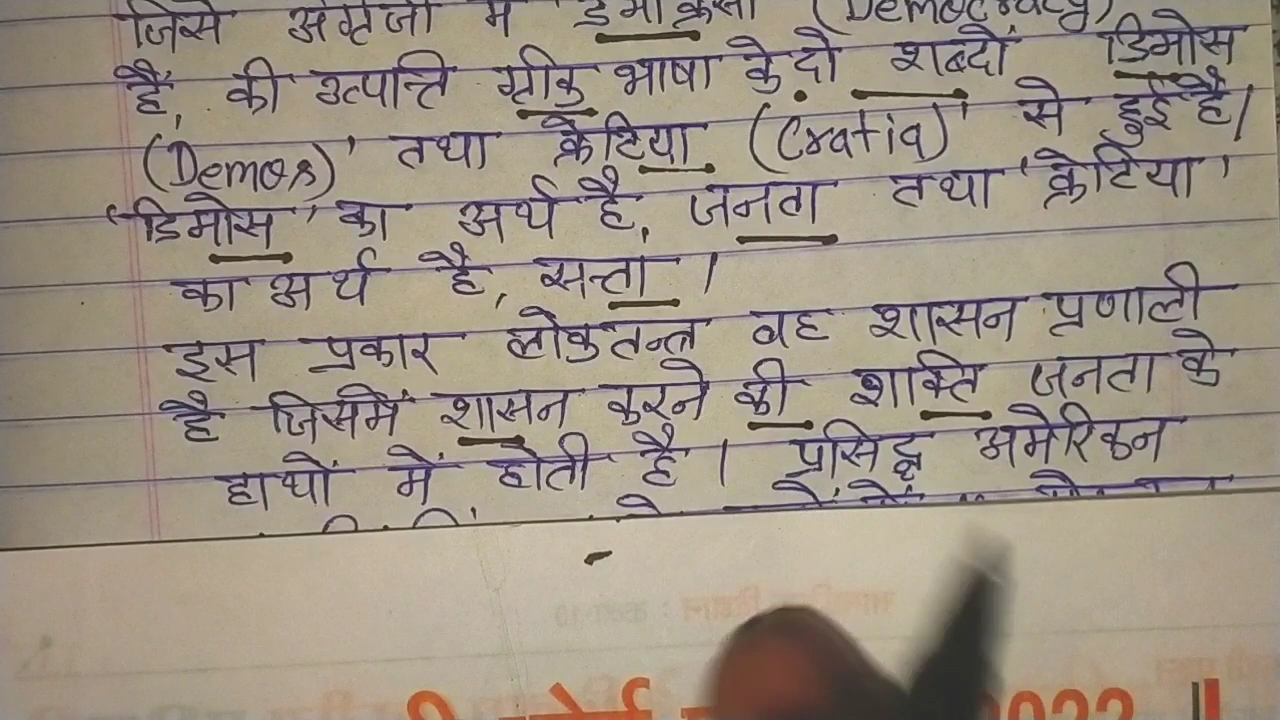 जिसे अंग्रेजी में डेमोक्रेसी (Democracy)
हैं, की उत्पत्ति ग्रीक भाषा के दो शब्दों डिमोस
(Demos)' तथा क्रेटिया (Cratia)' से हुई है।
'डिमोस' का अर्थ है, जनता तथा 'क्रेटिया'
का अर्थ है, सत्ता ।
इस प्रकार लोकतन्त्र वह शासन प्रणाली
है जिसमें शासन करने की शक्ति जनता के
हाथों में होती है । प्रसिद्ध अमेरिकन